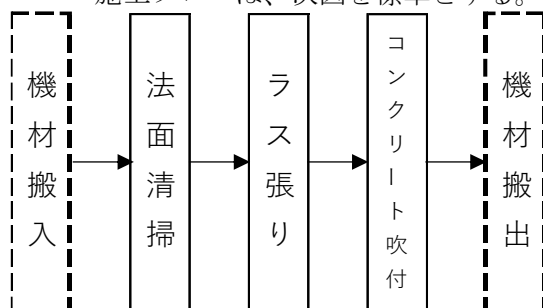 施工フローは、次図を標準とする。
機材搬入
法面清掃
ラス張り
コンクリート吹付
機材搬出